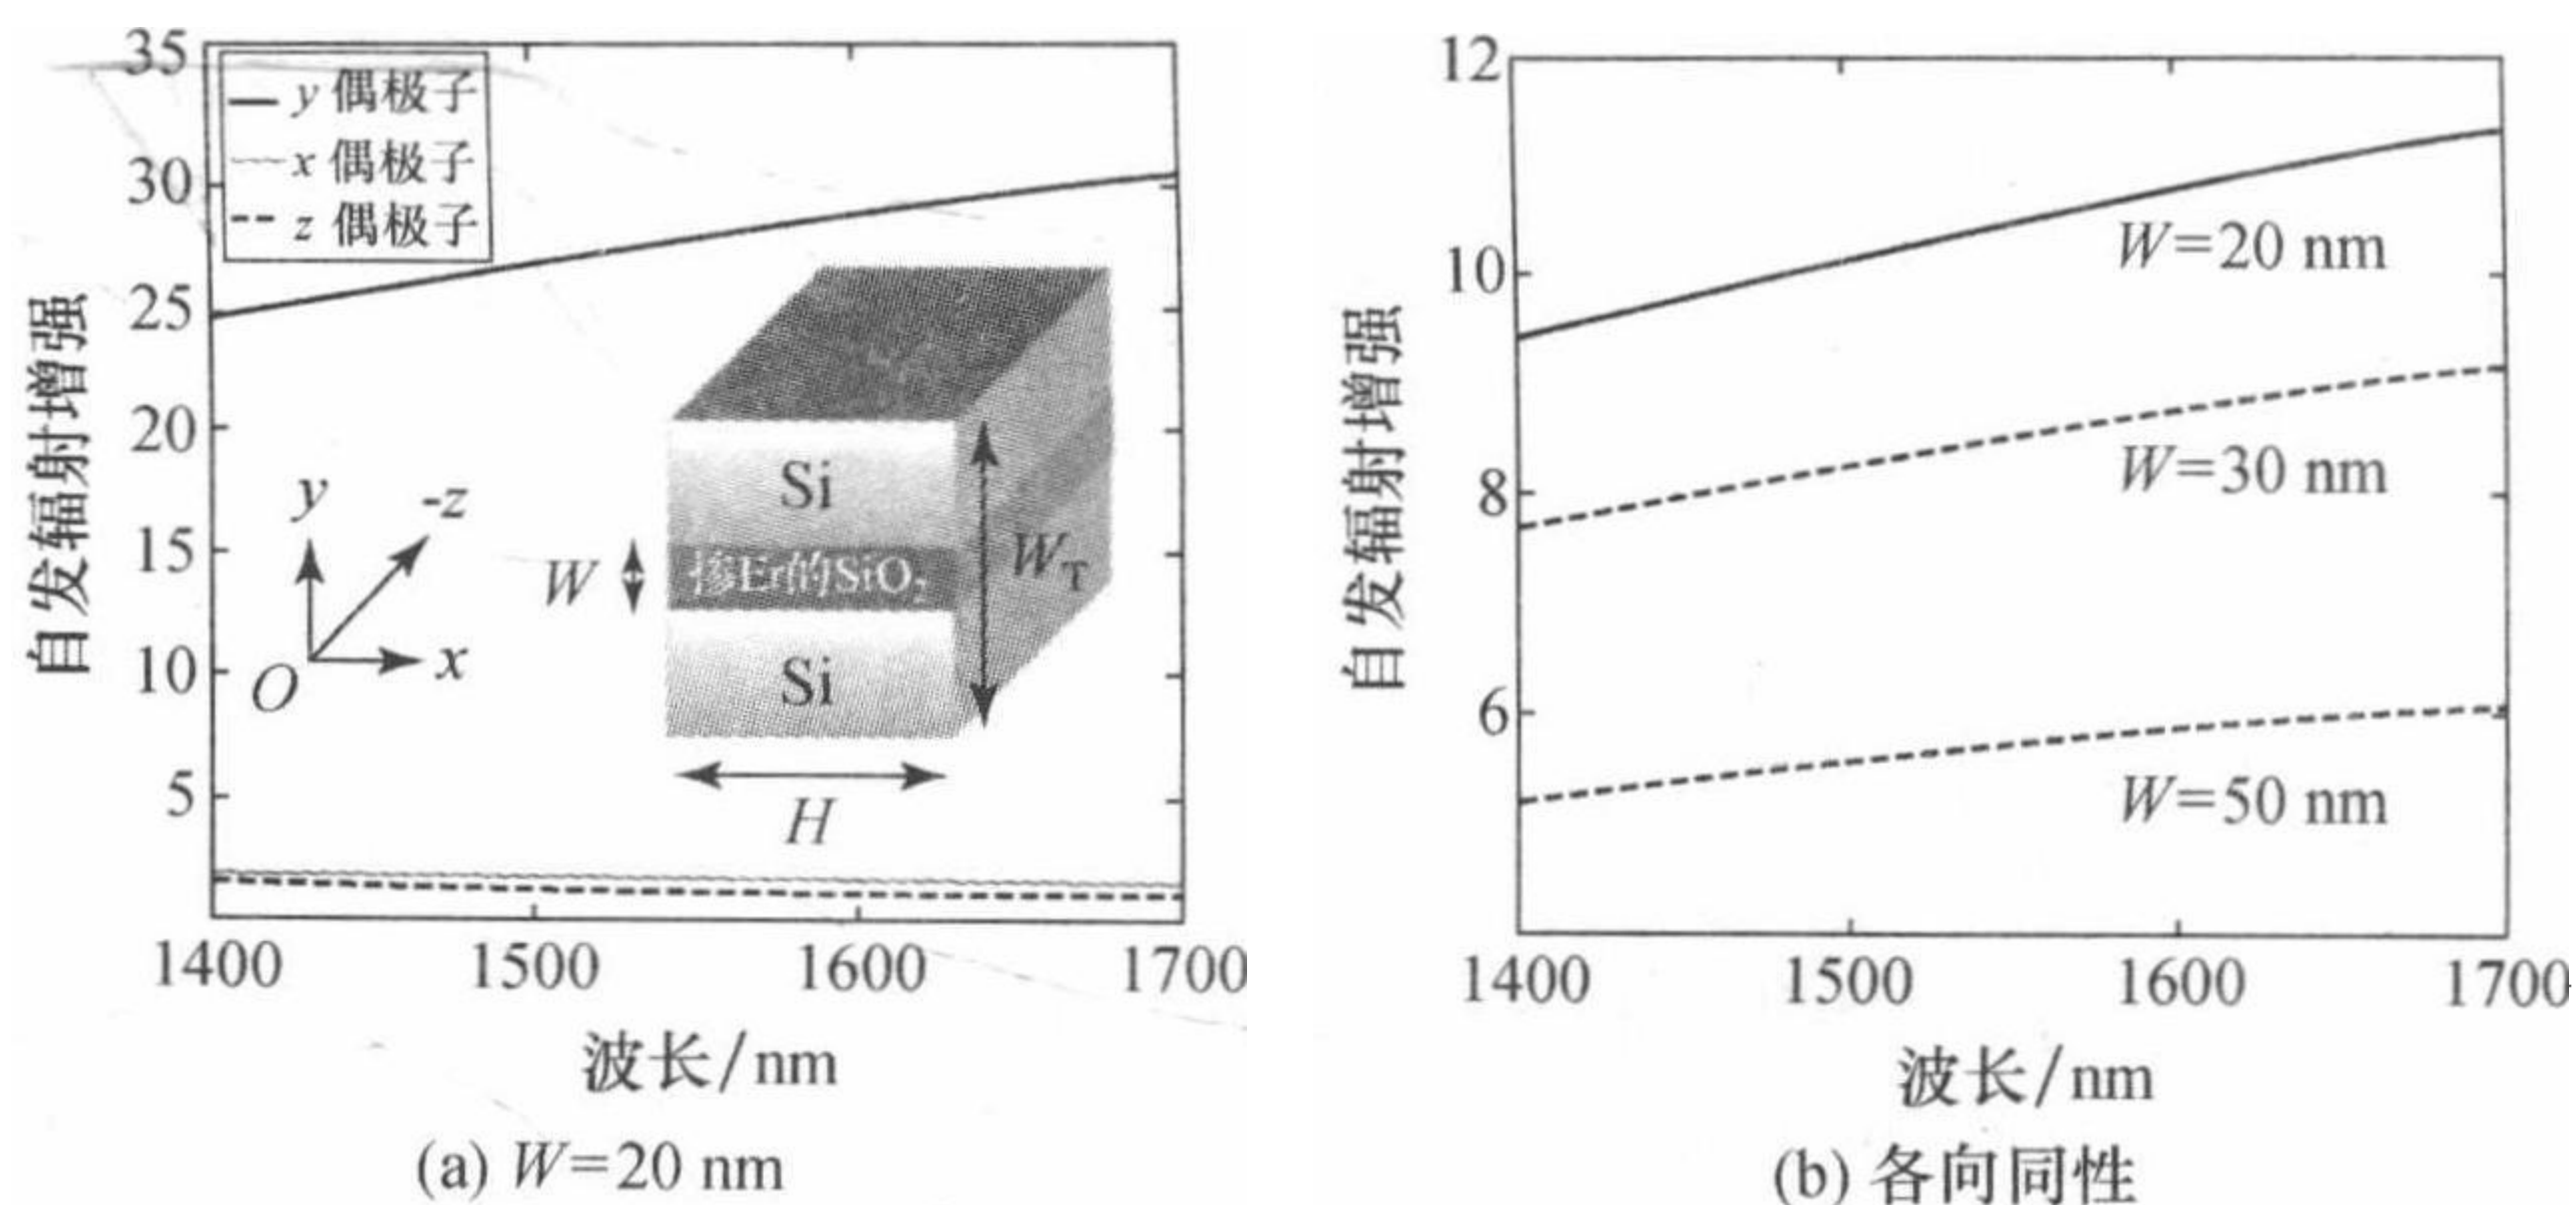 35
30
25
20
15
10
5
自发辐射增强
y 偶极子
x 偶极子
z 偶极子
y
-z
x
O
Si
掺Er的SiO₂
Si
W
W_T
H
1400 1500 1600 1700
波长/nm
(a) W=20 nm
12
10
8
6
自发辐射增强
W=20 nm
W=30 nm
W=50 nm
1400 1500 1600 1700
波长/nm
(b) 各向同性